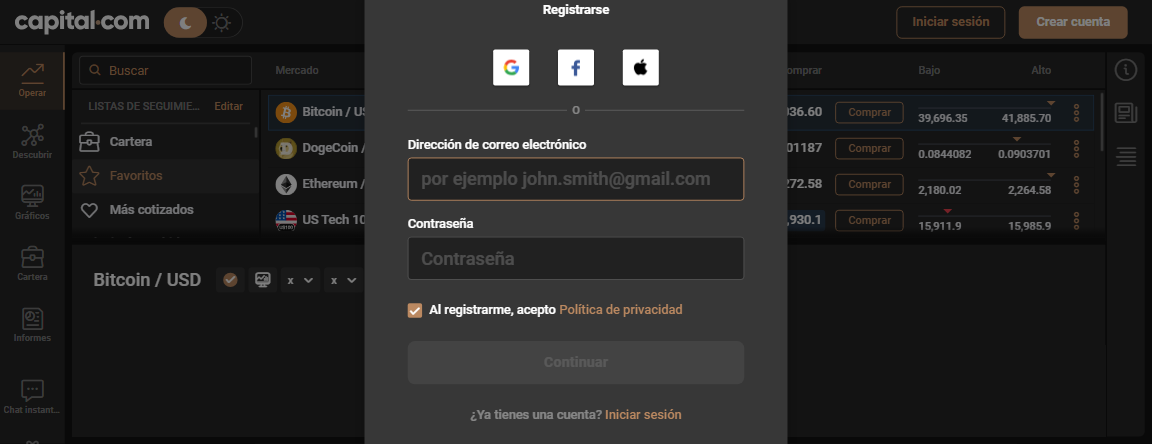 capital.com
Iniciar sesión
Crear cuenta
Registrarse
Operar
Descubrir
Gráficos
Cartera
Informes
Chat instant...
Buscar
LISTAS DE SEGUIMIE...
Editar
Cartera
Favoritos
Más cotizados
Mercado
Bajo
Alto
Bitcoin / US
36.60
Comprar
39,696.35
41,885.70
DogeCoin /
01187
Comprar
0.0844082
0.0903701
Ethereum /
272.58
Comprar
2,180.02
2,264.58
US Tech 10
,930.1
Comprar
15,911.9
15,985.9
Bitcoin / USD
x
x
O
Dirección de correo electrónico
por ejemplo john.smith@gmail.com
Contraseña
Contraseña
Al registrarme, acepto Política de privacidad
Continuar
¿Ya tienes una cuenta? Iniciar sesión